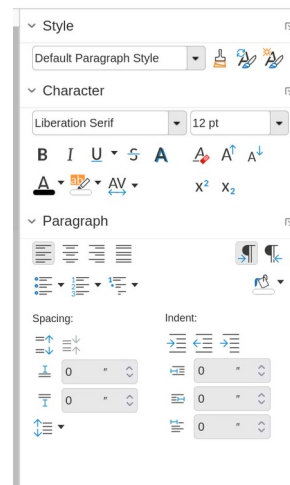 Style
Default Paragraph Style
Character
Liberation Serif 12 pt
B I U S A A A A
A ab AV x² x₂
Paragraph
Spacing: Indent:
0 ″ 0 ″
0 ″ 0 ″
0 ″